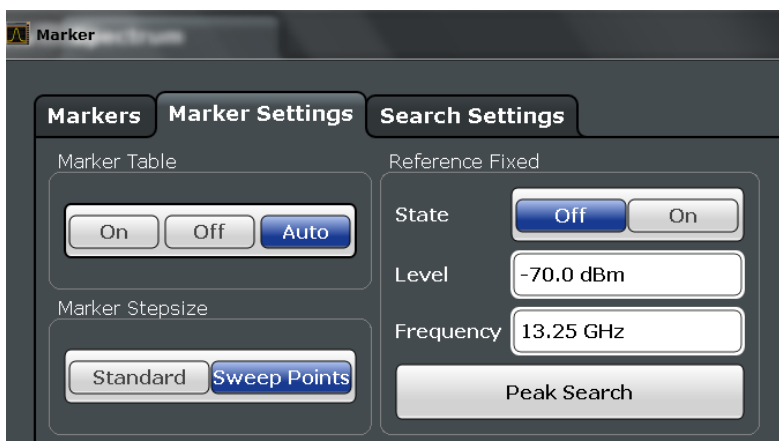 Marker
Spectrum
Markers
Marker Settings
Search Settings
Marker Table
On
Off
Auto
Marker Stepsize
Standard
Sweep Points
Reference Fixed
State
Off
On
Level
-70.0 dBm
Frequency
13.25 GHz
Peak Search